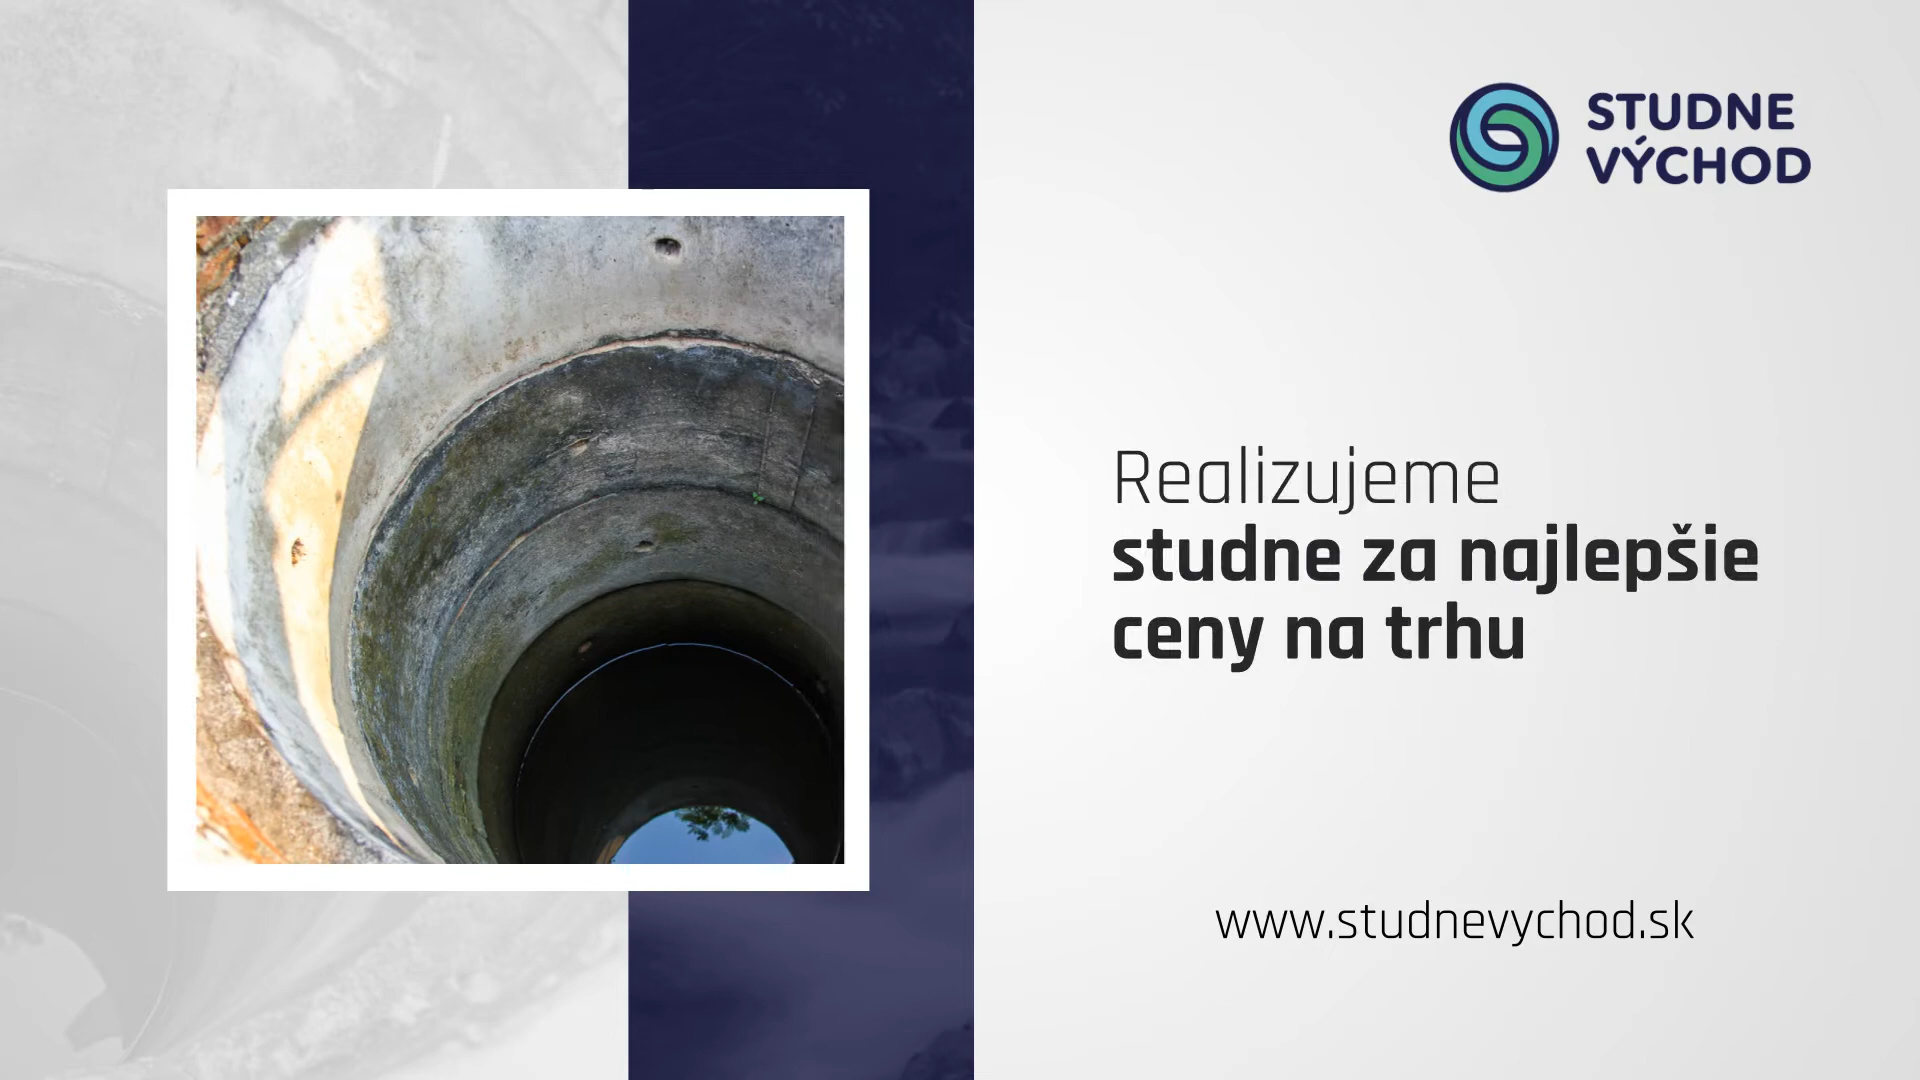 STUDNE
VÝCHOD
Realizujeme
studne za najlepšie
ceny na trhu
www.studnevychod.sk